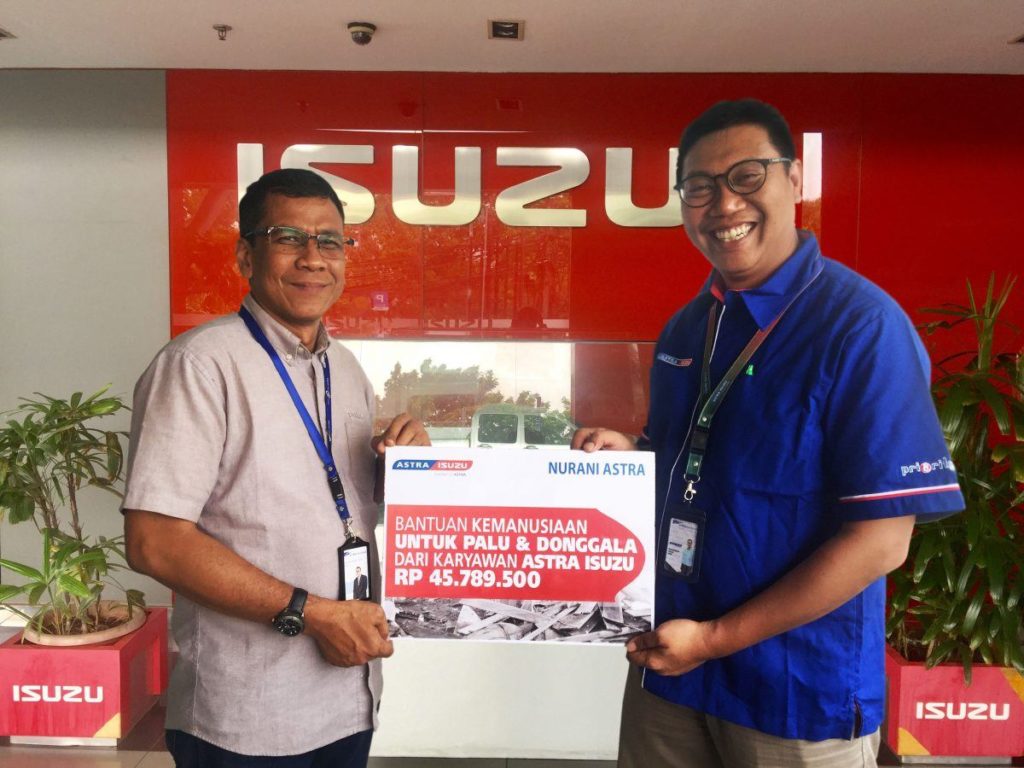 ISUZU
ASTRA ISUZU
NURANI ASTRA
BANTUAN KEMANUSIAAN
UNTUK PALU & DONGGALA
DARI KARYAWAN ASTRA ISUZU
RP 45.789.500
ISUZU
ISUZU